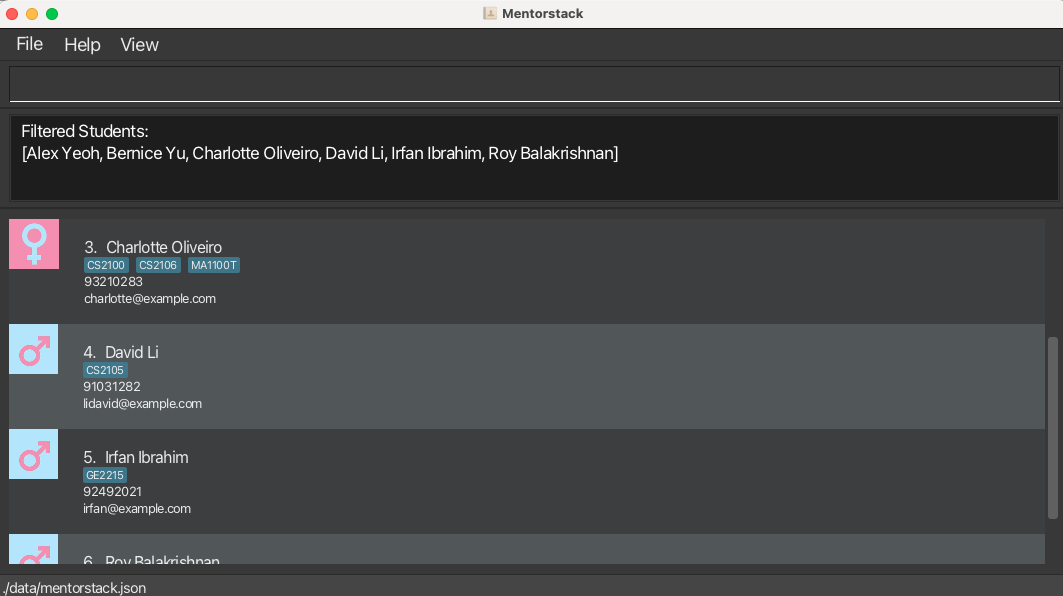 Mentorstack
File Help View
Filtered Students:
[Alex Yeoh, Bernice Yu, Charlotte Oliveiro, David Li, Irfan Ibrahim, Roy Balakrishnan]
3. Charlotte Oliveiro
CS2100 CS2106 MA1100T
93210283
charlotte@example.com
4. David Li
CS2105
91031282
lidavid@example.com
5. Irfan Ibrahim
GE2215
92492021
irfan@example.com
6. Roy Balakrishnan
./data/mentorstack.json